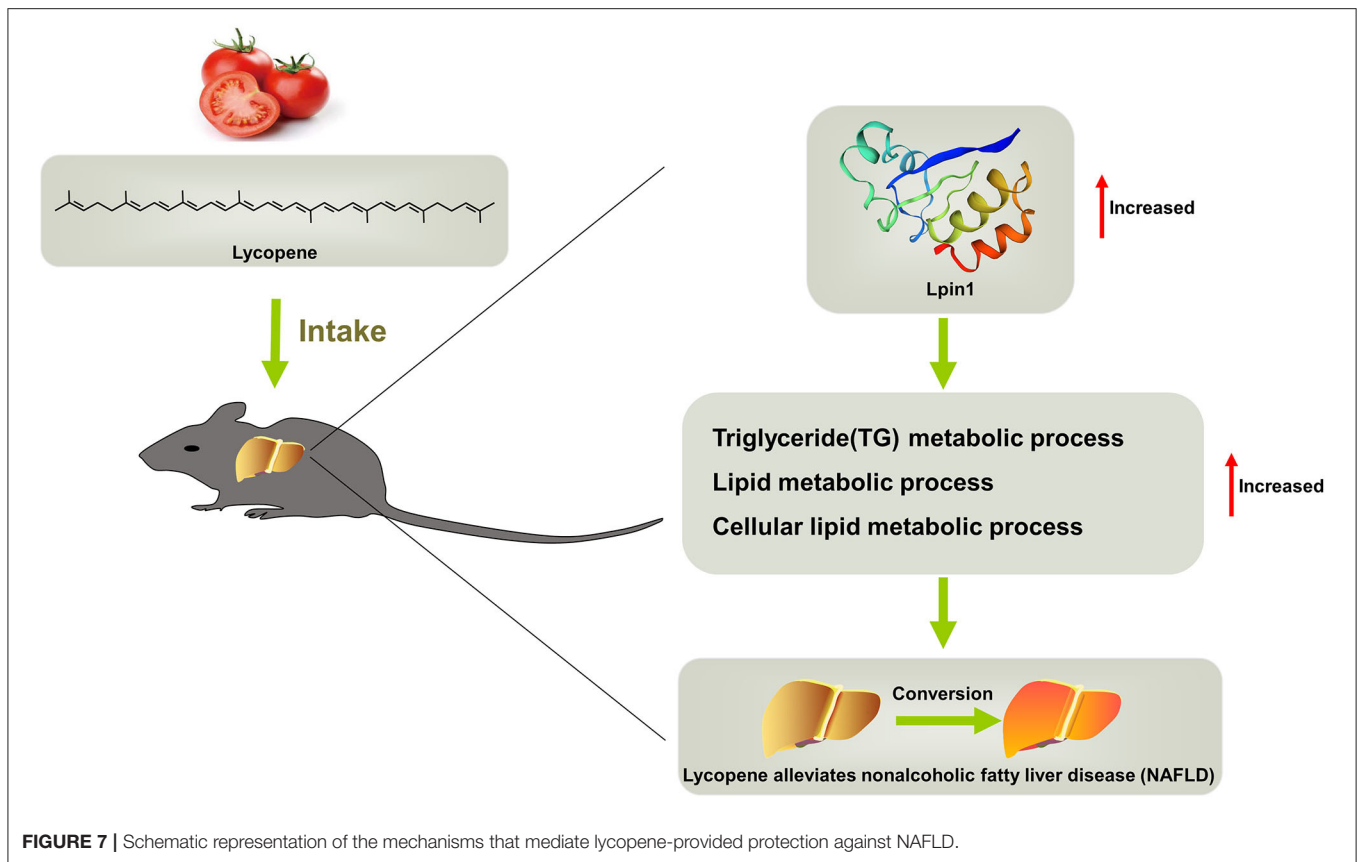 Lycopene
Intake
Lpin1
Increased
Triglyceride(TG) metabolic process
Lipid metabolic process
Cellular lipid metabolic process
Increased
Conversion
Lycopene alleviates nonalcoholic fatty liver disease (NAFLD)
FIGURE 7 | Schematic representation of the mechanisms that mediate lycopene-provided protection against NAFLD.